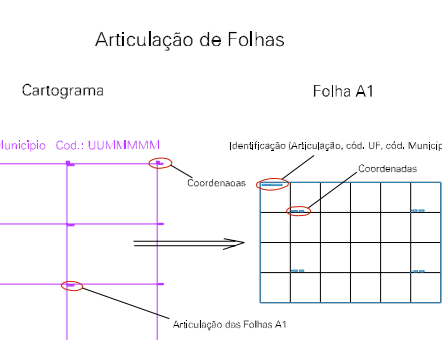 Articulação de Folhas
Cartograma
Folha A1
Município Cod.: UUMMMMM
Identificação (Articulação, cód. UF, cód. Municíp
Coordenadas
Coordenadas
Articulação das Folhas A1